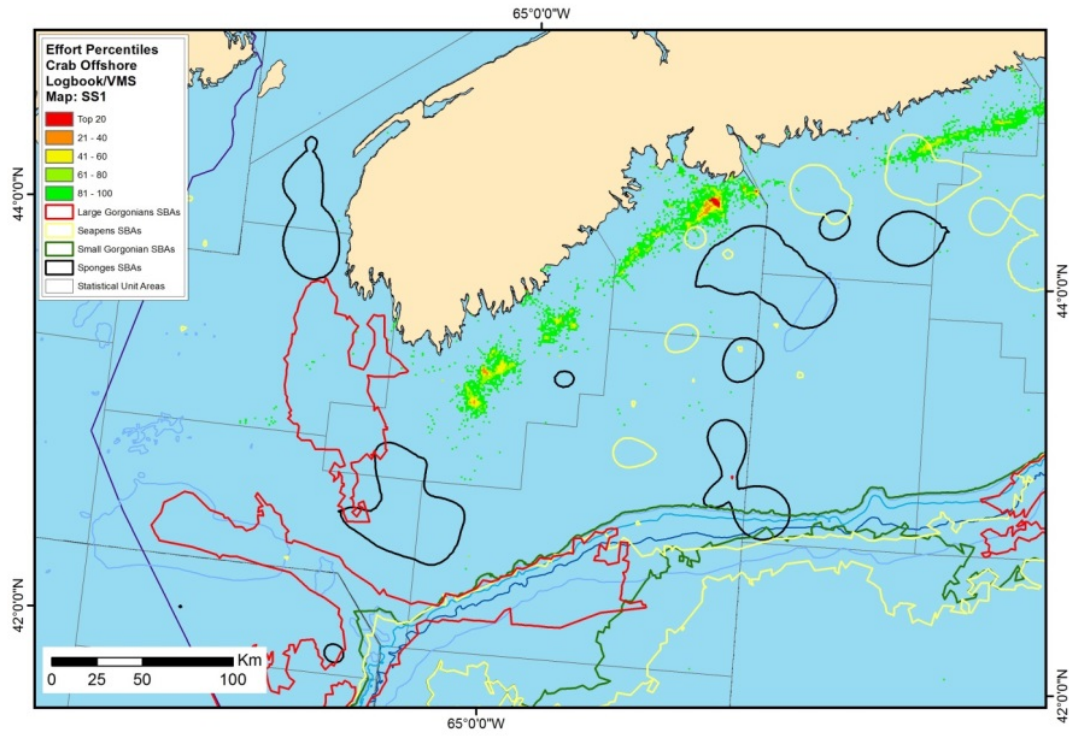 65°0'0"W
Effort Percentiles
Crab Offshore
Logbook/VMS
Map: SS1
Top 20
21 - 40
41 - 60
61 - 80
81 - 100
Large Gorgonians SBAs
Seapens SBAs
Small Gorgonian SBAs
Sponges SBAs
Statistical Unit Areas
44°0'0"N
44°0'0"N
42°0'0"N
42°0'0"N
Km
0 25 50 100
65°0'0"W